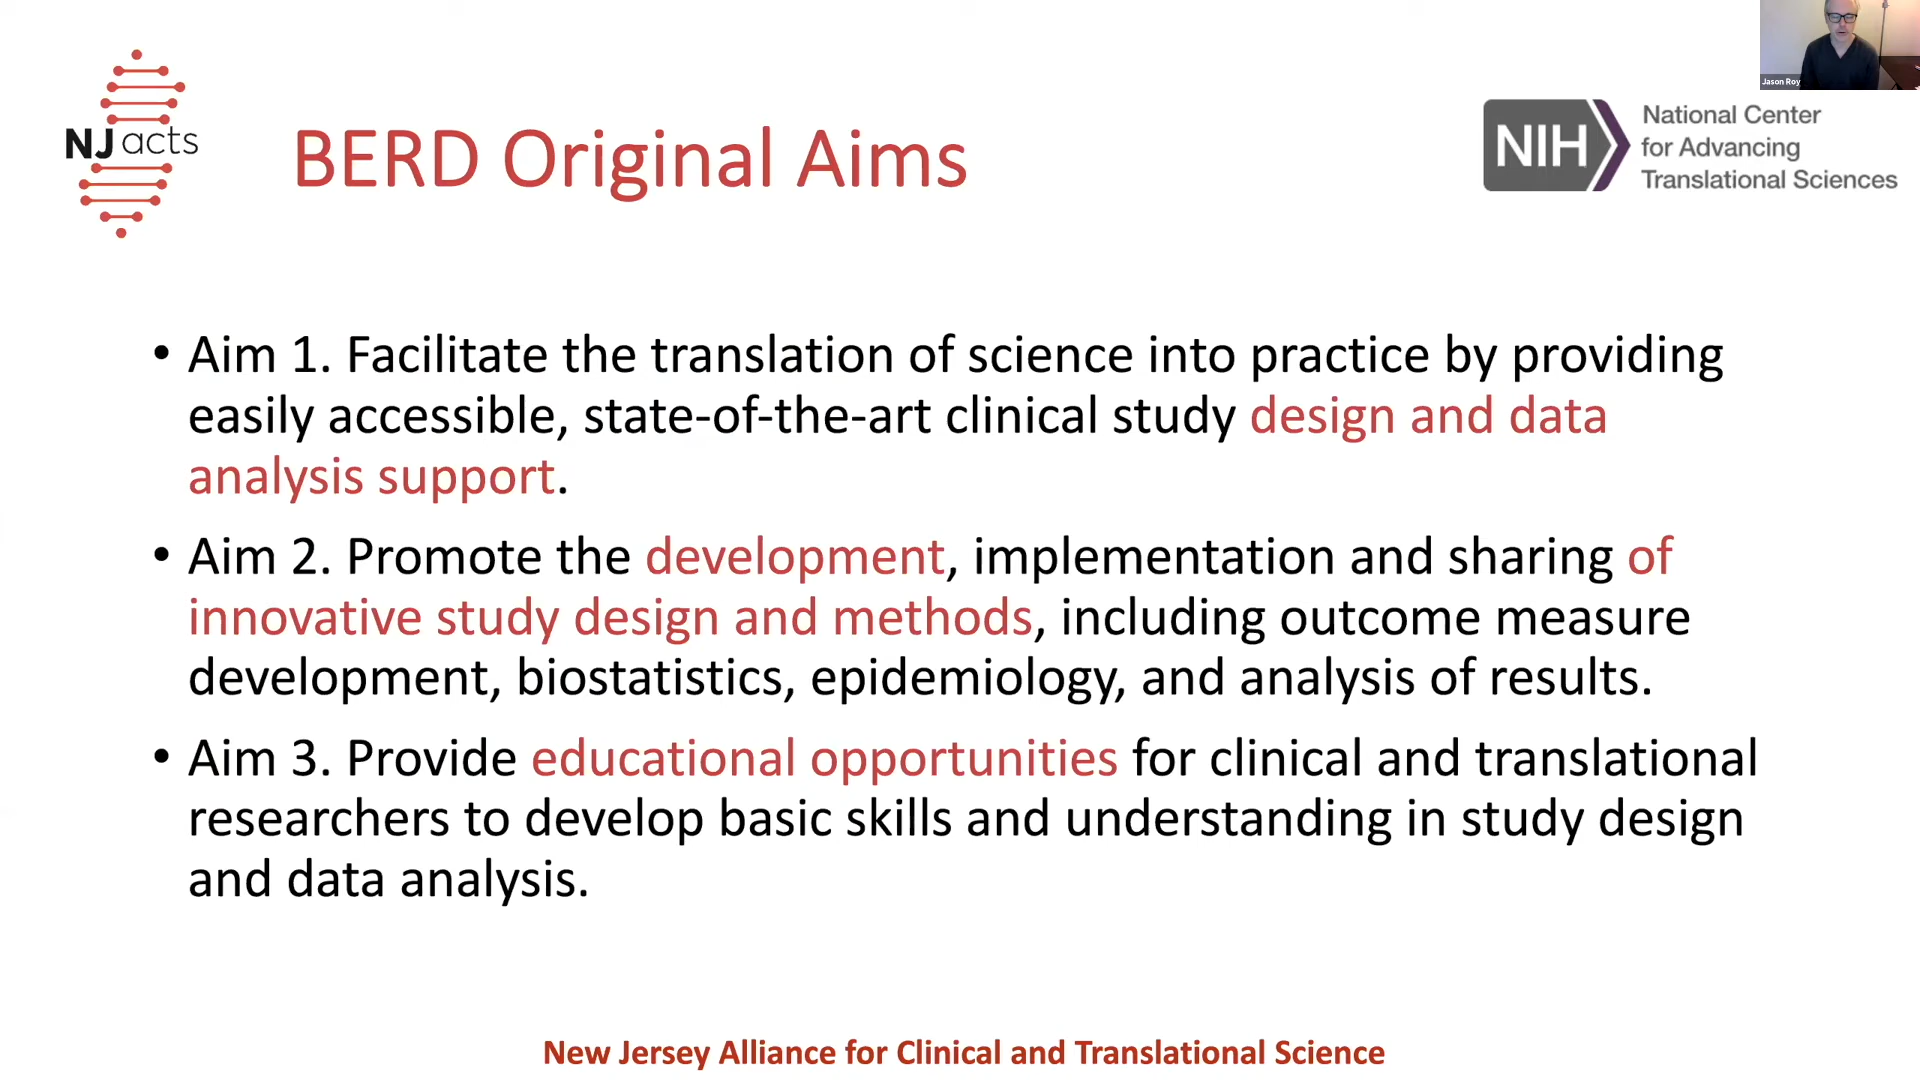 Jason Roy
NJ acts
BERD Original Aims
NIH
National Center
for Advancing
Translational Sciences
• Aim 1. Facilitate the translation of science into practice by providing
easily accessible, state-of-the-art clinical study design and data
analysis support.
• Aim 2. Promote the development, implementation and sharing of
innovative study design and methods, including outcome measure
development, biostatistics, epidemiology, and analysis of results.
• Aim 3. Provide educational opportunities for clinical and translational
researchers to develop basic skills and understanding in study design
and data analysis.
New Jersey Alliance for Clinical and Translational Science